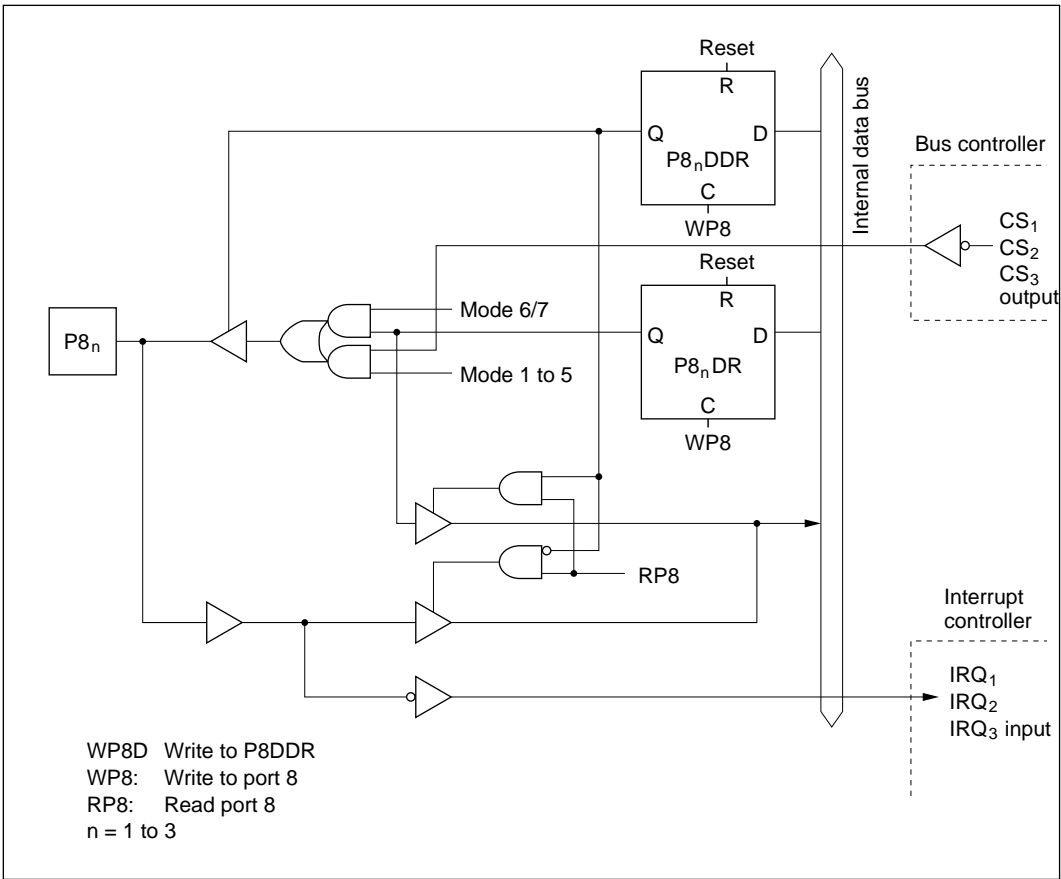 Reset
R
Q
D
P8nDDR
C
WP8
Internal data bus
Bus controller
CS1
CS2
CS3
output
Reset
R
Q
D
P8nDR
C
WP8
Mode 6/7
P8n
Mode 1 to 5
RP8
Interrupt
controller
IRQ1
IRQ2
IRQ3 input
WP8D Write to P8DDR
WP8: Write to port 8
RP8: Read port 8
n = 1 to 3